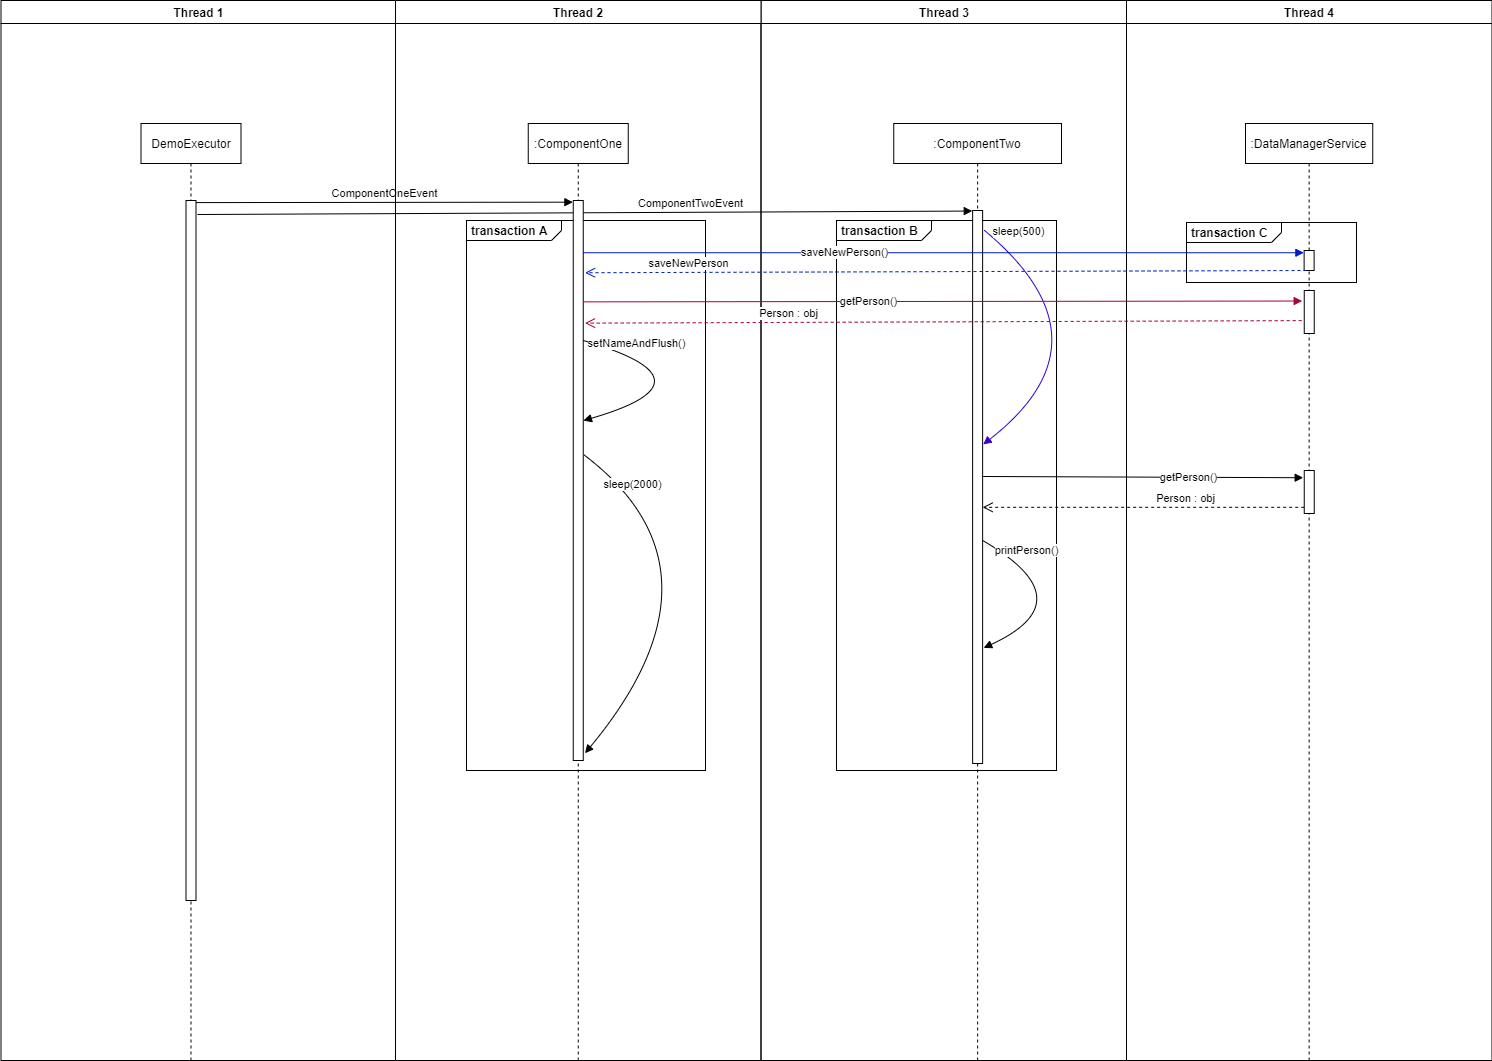 Thread 1
Thread 2
Thread 3
Thread 4
DemoExecutor
:ComponentOne
:ComponentTwo
:DataManagerService
ComponentOneEvent
ComponentTwoEvent
transaction A
transaction B
sleep(500)
transaction C
saveNewPerson()
saveNewPerson
getPerson()
Person : obj
setNameAndFlush()
getPerson()
sleep(2000)
Person : obj
printPerson()